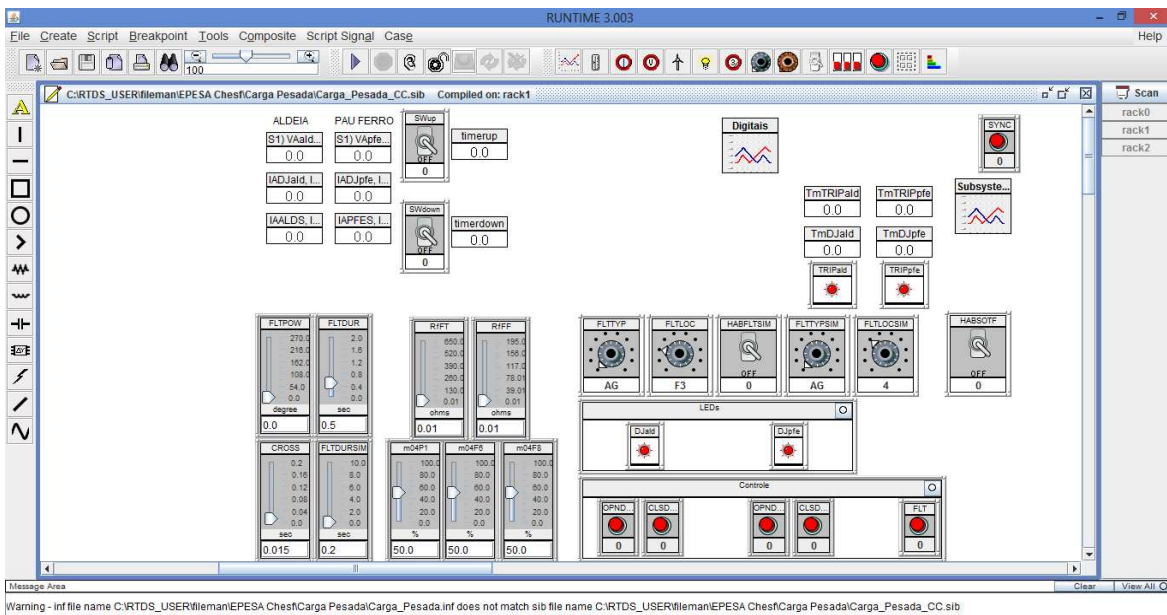 RUNTIME 3.003
File Create Script Breakpoint Tools Composite Script Signal Case Help
100
C:\RTDS_USER\fileman\EPESA Chesf\Carga Pesada\Carga_Pesada_CC.sib Compiled on: rack1
Scan
rack0
rack1
rack2
ALDEIA PAU FERRO
S1) VAald... S1) VApfe...
0.0 0.0
IADJald, I... IADJpfe, I...
0.0 0.0
IAALDS, I... IAPFES, I...
0.0 0.0
SWup
OFF
0
timerup
0.0
SWdown
OFF
0
timerdown
0.0
Digitais
SYNC
0
Subsyste...
TmTRIPald TmTRIPpfe
0.0 0.0
TmDJald TmDJpfe
0.0 0.0
TRIPald TRIPpfe
FLTPOW
270.0
216.0
162.0
108.0
54.0
0.0
degree
0.0
FLTDUR
2.0
1.6
1.2
0.8
0.4
0.0
sec
0.5
RfFT
650.0
520.0
390.0
260.0
130.0
0.01
ohms
0.01
RfFF
195.0
156.0
117.0
78.01
39.01
0.01
ohms
0.01
FLTTYP
AG
FLTLOC
F3
HABFLTSIM
OFF
0
FLTTYPSIM
AG
FLTLOCSIM
4
HABSOTF
OFF
0
LEDs
DJald DJpfe
CROSS
0.2
0.16
0.12
0.08
0.04
0.0
sec
0.015
FLTDURSIM
10.0
8.0
6.0
4.0
2.0
0.0
sec
0.2
m04P1
100.0
80.0
60.0
40.0
20.0
0.0
%
50.0
m04F6
100.0
80.0
60.0
40.0
20.0
0.0
%
50.0
m04F8
100.0
80.0
60.0
40.0
20.0
0.0
%
50.0
Controle
OPND... CLSD... OPND... CLSD... FLT
0 0 0 0 0
Message Area Clear View All
Warning - inf file name C:\RTDS_USER\fileman\EPESA Chesf\Carga Pesada\Carga_Pesada.inf does not match sib file name C:\RTDS_USER\fileman\EPESA Chesf\Carga Pesada\Carga_Pesada_CC.sib